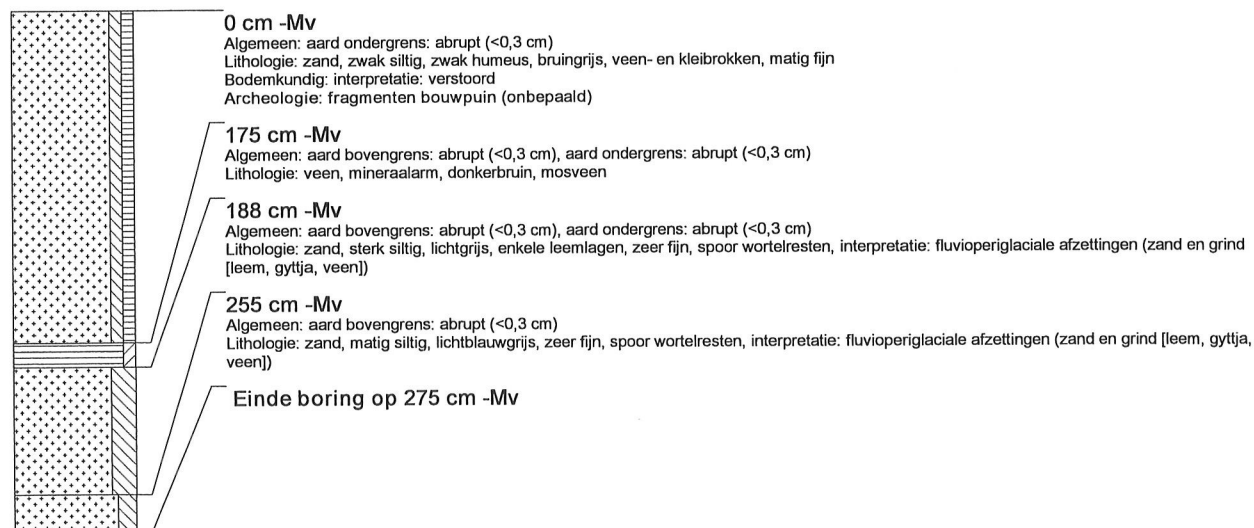 0 cm -Mv
Algemeen: aard ondergrens: abrupt (<0,3 cm)
Lithologie: zand, zwak siltig, zwak humeus, bruingrijs, veen- en kleibrokken, matig fijn
Bodemkundig: interpretatie: verstoord
Archeologie: fragmenten bouwpuin (onbepaald)
175 cm -Mv
Algemeen: aard bovengrens: abrupt (<0,3 cm), aard ondergrens: abrupt (<0,3 cm)
Lithologie: veen, mineraalarm, donkerbruin, mosveen
188 cm -Mv
Algemeen: aard bovengrens: abrupt (<0,3 cm), aard ondergrens: abrupt (<0,3 cm)
Lithologie: zand, sterk siltig, lichtgrijs, enkele leemlagen, zeer fijn, spoor wortelresten, interpretatie: fluvioperiglaciale afzettingen (zand en grind
[leem, gyttja, veen])
255 cm -Mv
Algemeen: aard bovengrens: abrupt (<0,3 cm)
Lithologie: zand, matig siltig, lichtblauwgrijs, zeer fijn, spoor wortelresten, interpretatie: fluvioperiglaciale afzettingen (zand en grind [leem, gyttja,
veen])
Einde boring op 275 cm -Mv